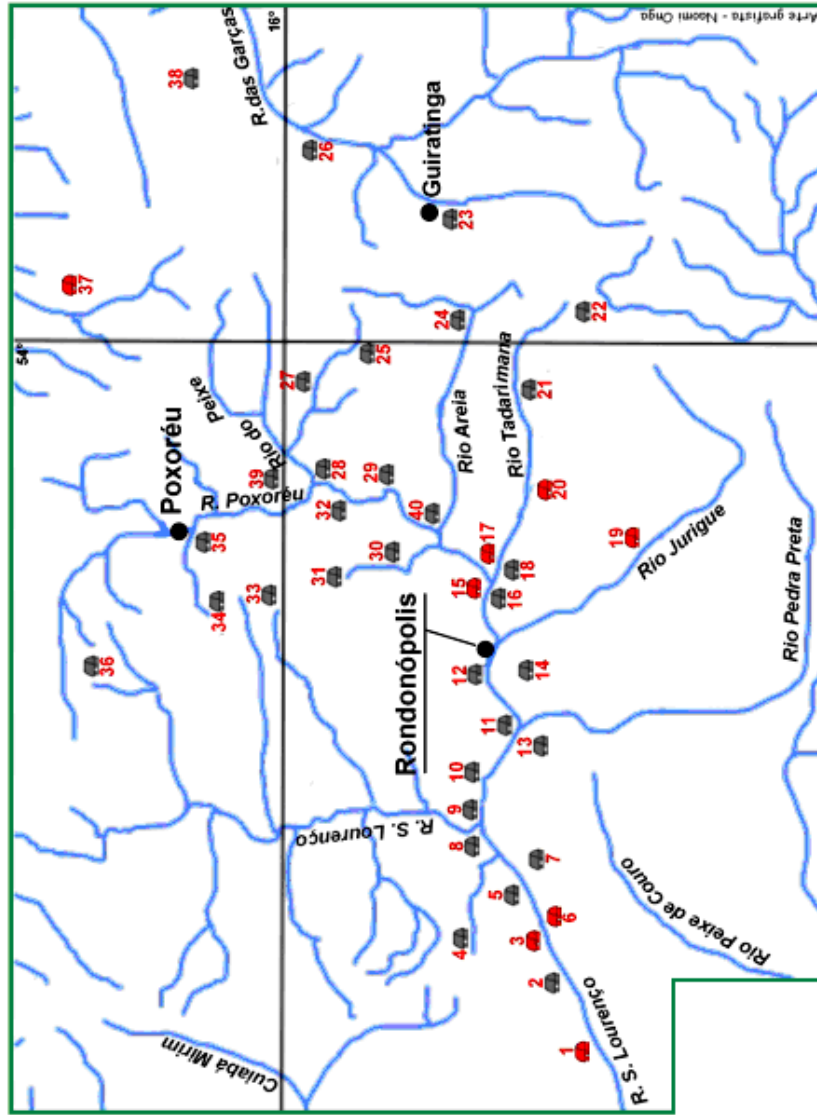 54°
16°
37
36
38
Poxoréu
35
34
R. Poxoréu
Rio do
Peixe
39
33
R.das Garças
Cuiabá Mirim
27
26
28
32
31
25
29
30
R. S. Lourenço
40
Guiratinga
23
24
Rio Areia
Rondonópolis
4
8
9
10
12
15
17
11
16
18
Rio Tadarimana
5
3
2
6
7
13
14
20
21
22
1
R. S. Lourenço
19
Rio Jurigue
Rio Peixe de Couro
Rio Pedra Preta
Arte grafista - Naomi Onga